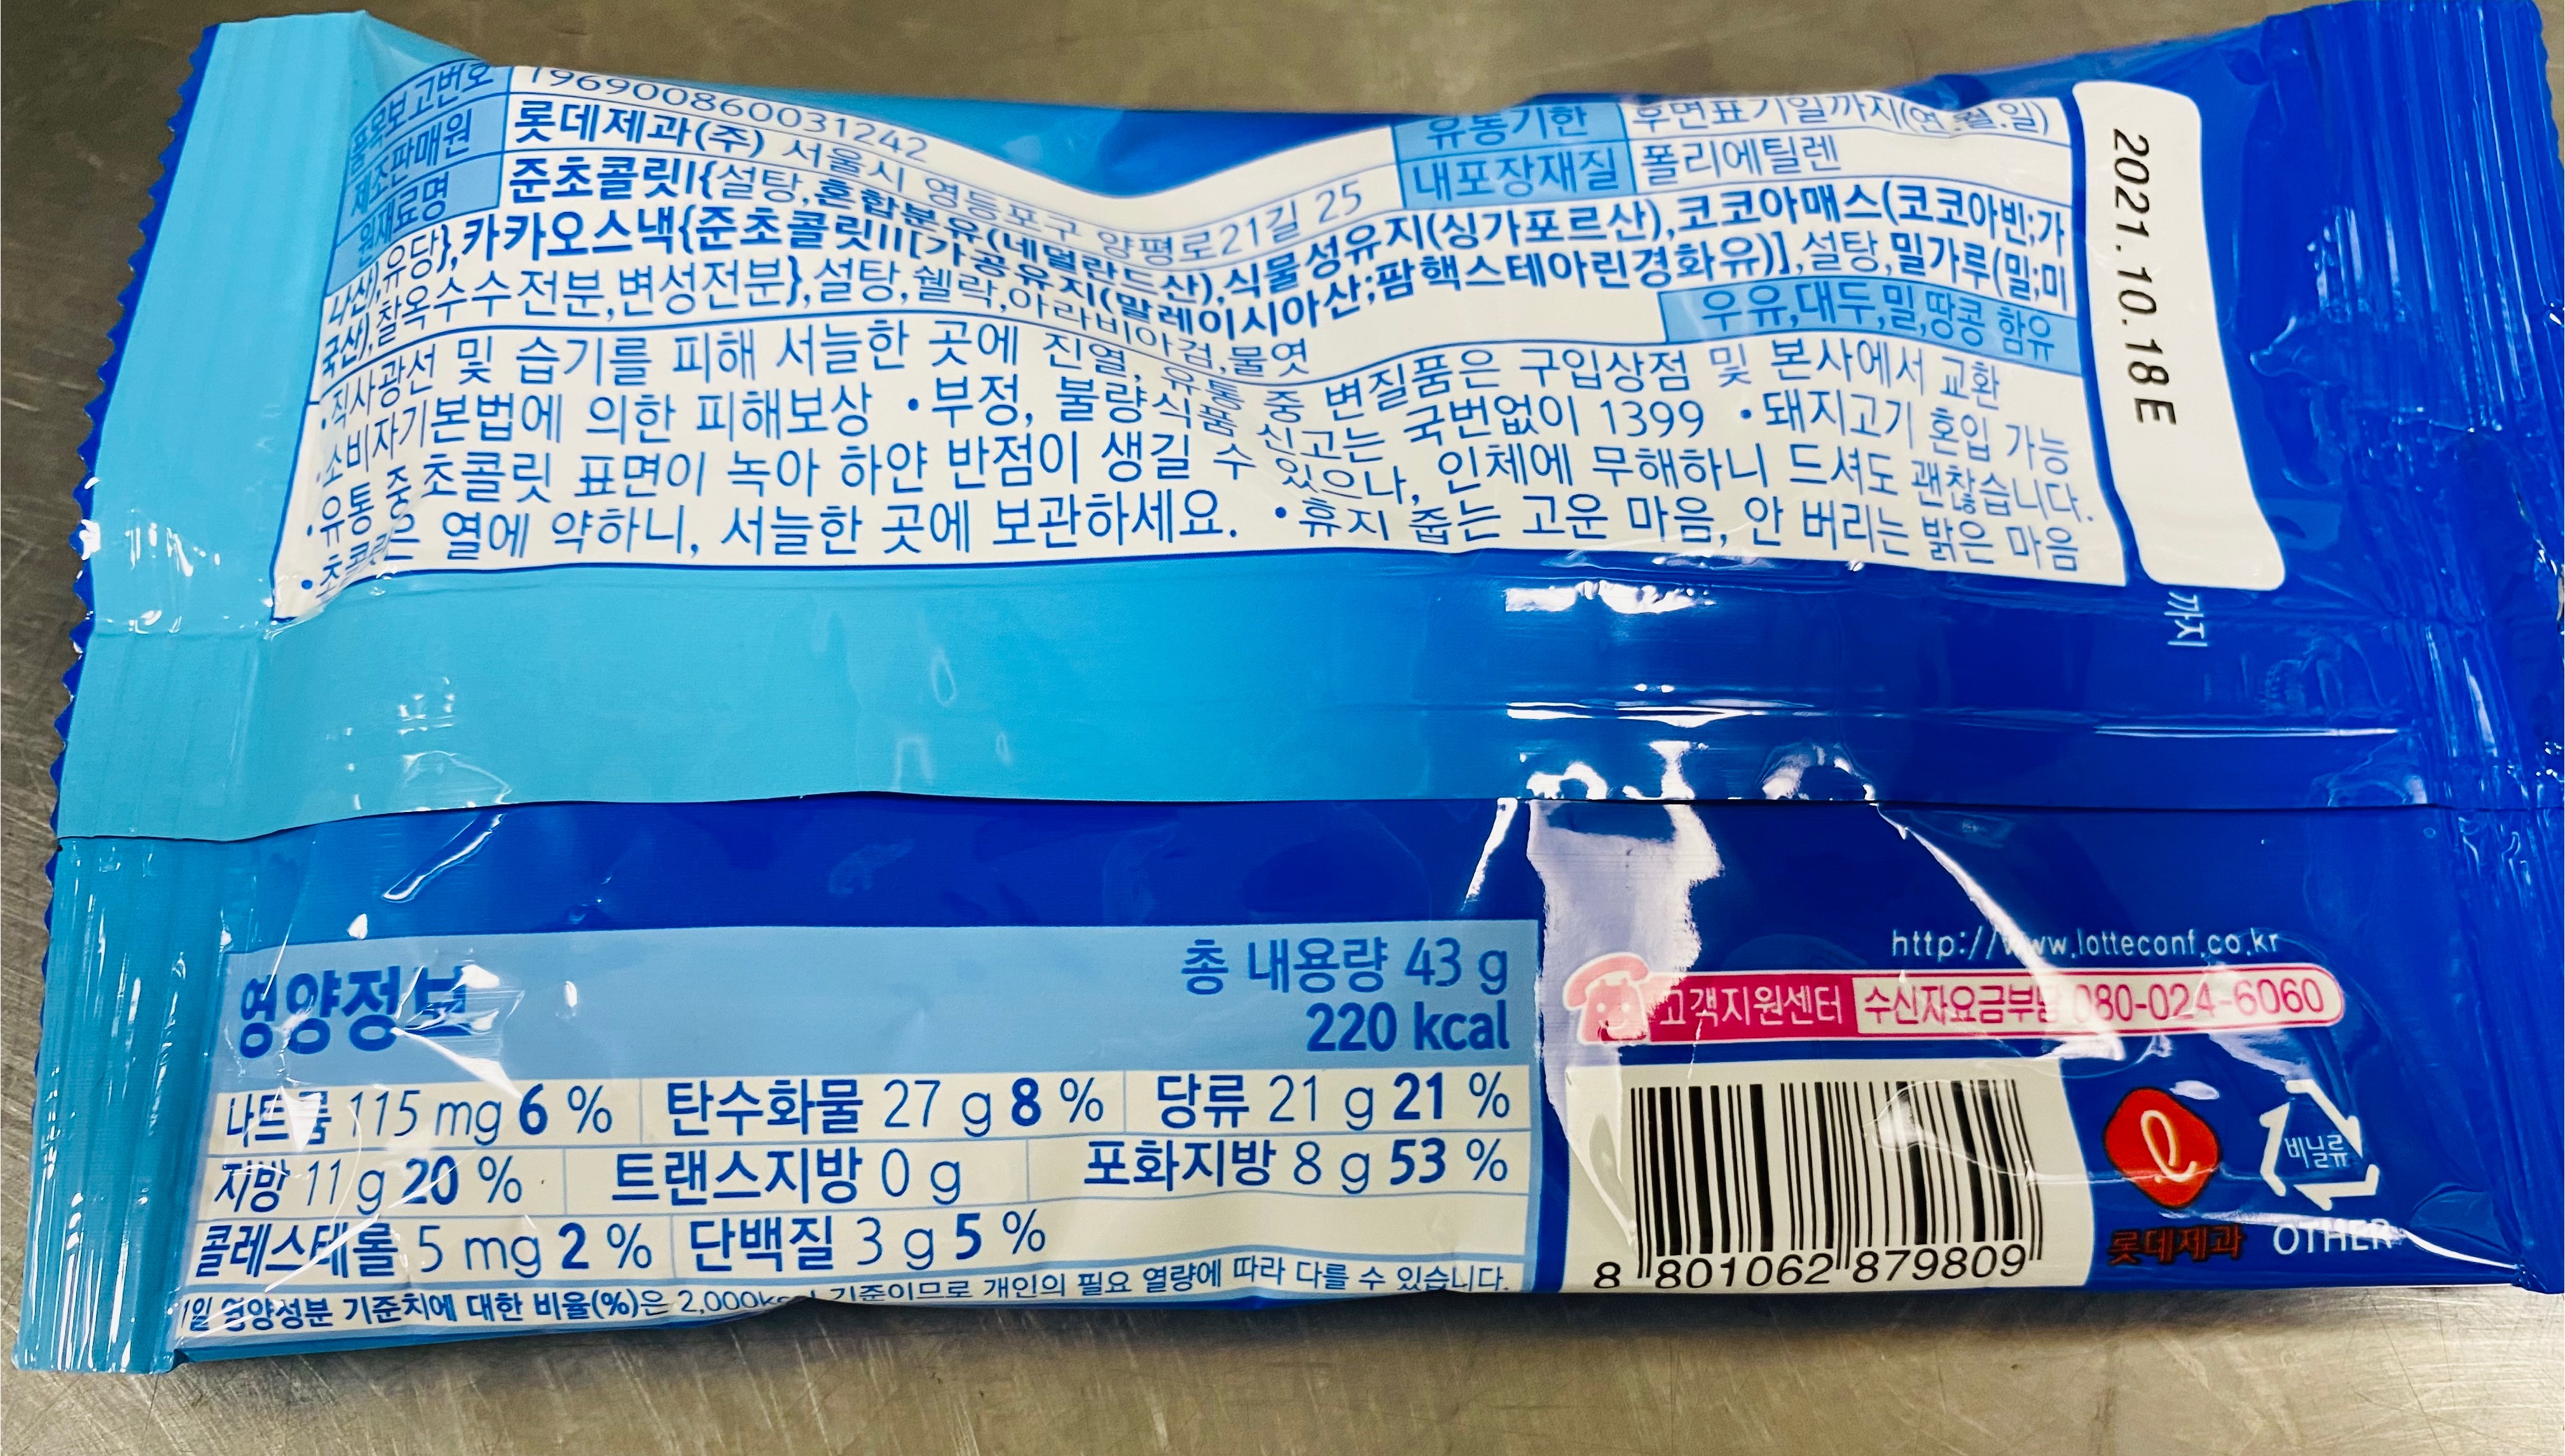 품목보고번호 196900860031242
제조판매원 롯데제과(주) 서울시 영등포구 양평로21길 25
유통기한 후면표기일까지(연.월.일)
내포장재질 폴리에틸렌
원재료명 준초콜릿I{설탕,혼합분유(네덜란드산),식물성유지(싱가포르산),코코아매스(코코아빈;가
나산),유당},카카오스낵{준초콜릿II[가공유지(말레이시아산;팜핵스테아린경화유)],설탕,밀가루(밀;미
국산),찰옥수수전분,변성전분},설탕,쉘락,아라비아검,물엿
우유,대두,밀,땅콩 함유
•직사광선 및 습기를 피해 서늘한 곳에 진열, 유통 중 변질품은 구입상점 및 본사에서 교환
•소비자기본법에 의한 피해보상 •부정, 불량식품 신고는 국번없이 1399 •돼지고기 혼입 가능
•유통 중 초콜릿 표면이 녹아 하얀 반점이 생길 수 있으나, 인체에 무해하니 드셔도 괜찮습니다.
•초콜릿은 열에 약하니, 서늘한 곳에 보관하세요. •휴지 줍는 고운 마음, 안 버리는 밝은 마음
2021.10.18E
까지
영양정보
총 내용량 43 g
220 kcal
나트륨 115 mg 6 % 탄수화물 27 g 8 % 당류 21 g 21 %
지방 11 g 20 % 트랜스지방 0 g 포화지방 8 g 53 %
콜레스테롤 5 mg 2 % 단백질 3 g 5 %
1일 영양성분 기준치에 대한 비율(%)은 2,000kcal 기준이므로 개인의 필요 열량에 따라 다를 수 있습니다.
http://www.lotteconf.co.kr
고객지원센터 수신자요금부담 080-024-6060
8 801062 879809
롯데제과
비닐류
OTHER